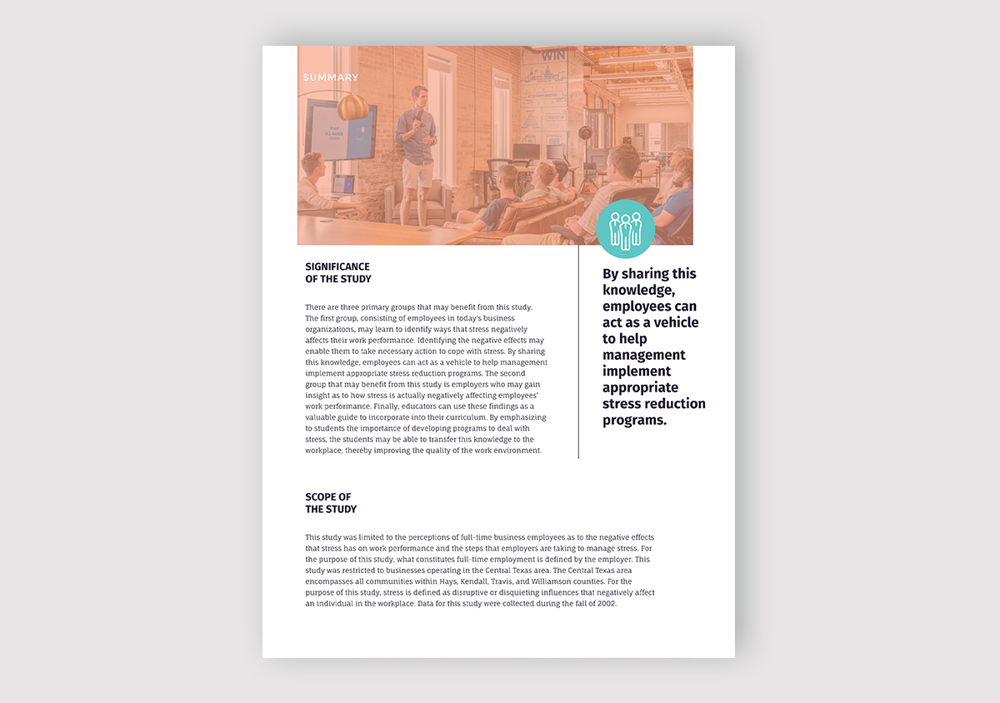 SUMMARY
WIN
ALL HANDS
SIGNIFICANCE
OF THE STUDY
There are three primary groups that may benefit from this study.
The first group, consisting of employees in today's business
organizations, may learn to identify ways that stress negatively
affects their work performance. Identifying the negative effects may
enable them to take necessary action to cope with stress. By sharing
this knowledge, employees can act as a vehicle to help management
implement appropriate stress reduction programs. The second
group that may benefit from this study is employers who may gain
insight as to how stress is actually negatively affecting employees'
work performance. Finally, educators can use these findings as a
valuable guide to incorporate into their curriculum. By emphasizing
to students the importance of developing programs to deal with
stress, the students may be able to transfer this knowledge to the
workplace, thereby improving the quality of the work environment.
By sharing this
knowledge,
employees can
act as a vehicle
to help
management
implement
appropriate
stress reduction
programs.
SCOPE OF
THE STUDY
This study was limited to the perceptions of full-time business employees as to the negative effects
that stress has on work performance and the steps that employers are taking to manage stress. For
the purpose of this study, what constitutes full-time employment is defined by the employer. This
study was restricted to businesses operating in the Central Texas area. The Central Texas area
encompasses all communities within Hays, Kendall, Travis, and Williamson counties. For the
purpose of this study, stress is defined as disruptive or disquieting influences that negatively affect
an individual in the workplace. Data for this study were collected during the fall of 2002.